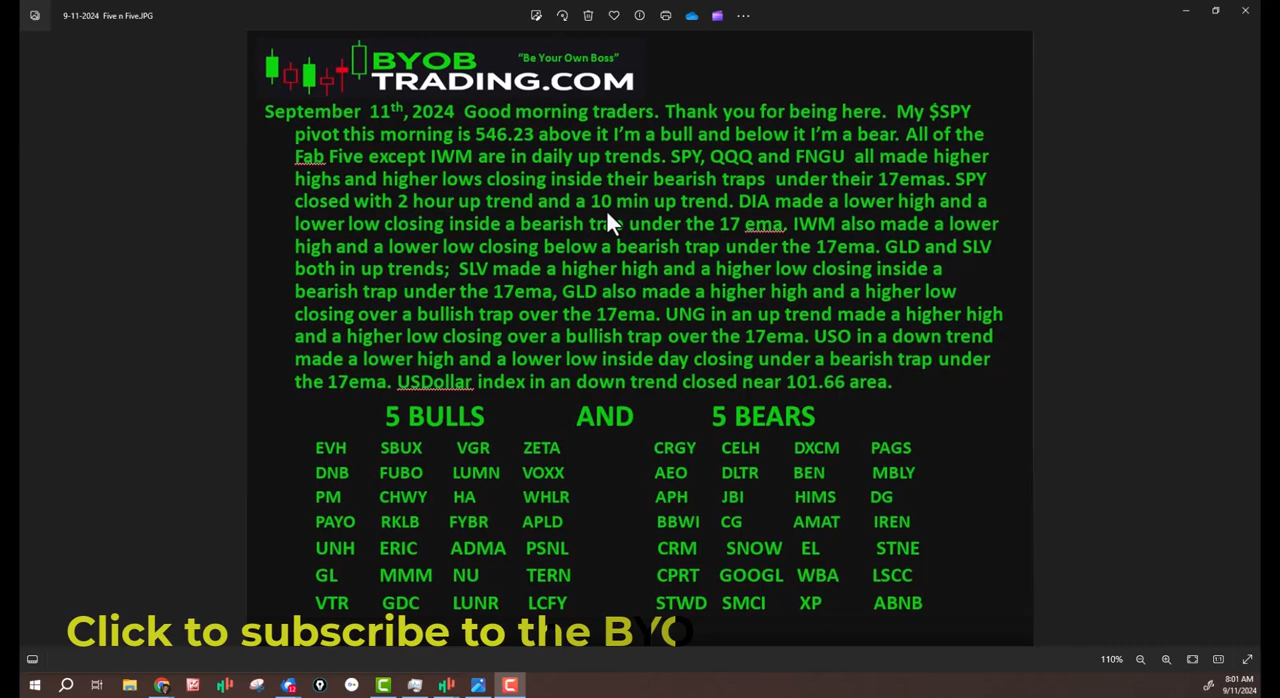 9-11-2024 Five n Five.JPG
BYOB "Be Your Own Boss"
TRADING.COM
September 11th, 2024 Good morning traders. Thank you for being here. My $SPY
pivot this morning is 546.23 above it I'm a bull and below it I'm a bear. All of the
Fab Five except IWM are in daily up trends. SPY, QQQ and FNGU all made higher
highs and higher lows closing inside their bearish traps under their 17emas. SPY
closed with 2 hour up trend and a 10 min up trend. DIA made a lower high and a
lower low closing inside a bearish trap under the 17 ema, IWM also made a lower
high and a lower low closing below a bearish trap under the 17ema. GLD and SLV
both in up trends; SLV made a higher high and a higher low closing inside a
bearish trap under the 17ema, GLD also made a higher high and a higher low
closing over a bullish trap over the 17ema. UNG in an up trend made a higher high
and a higher low closing over a bullish trap over the 17ema. USO in a down trend
made a lower high and a lower low inside day closing under a bearish trap under
the 17ema. USDollar index in an down trend closed near 101.66 area.
5 BULLS AND 5 BEARS
EVH SBUX VGR ZETA CRGY CELH DXCM PAGS
DNB FUBO LUMN VOXX AEO DLTR BEN MBLY
PM CHWY HA WHLR APH JBI HIMS DG
PAYO RKLB FYBR APLD BBWI CG AMAT IREN
UNH ERIC ADMA PSNL CRM SNOW EL STNE
GL MMM NU TERN CPRT GOOGL WBA LSCC
VTR GDC LUNR LCFY STWD SMCI XP ABNB
Click to subscribe to the BYO
110%
8:01 AM
9/11/2024